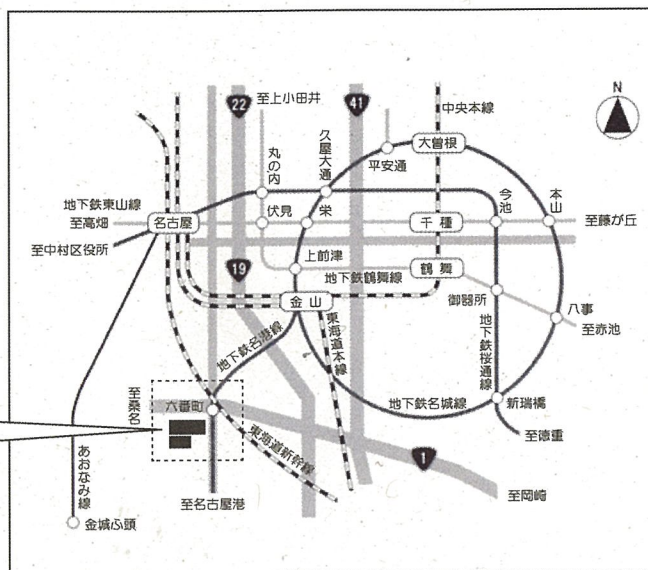 N
22
至上小田井
41
中央本線
久屋大通
大曽根
平安通
丸の内
地下鉄東山線
至高畑
名古屋
伏見
栄
千種
今池
本山
至藤が丘
至中村区役所
上前津
19
地下鉄鶴舞線
鶴舞
金山
御器所
八事
至赤池
地下鉄名港線
東海道本線
地下鉄桜通線
至桑名
六番町
地下鉄名城線
新瑞橋
至徳重
あおなみ線
東海道新幹線
1
至名古屋港
至岡崎
金城ふ頭